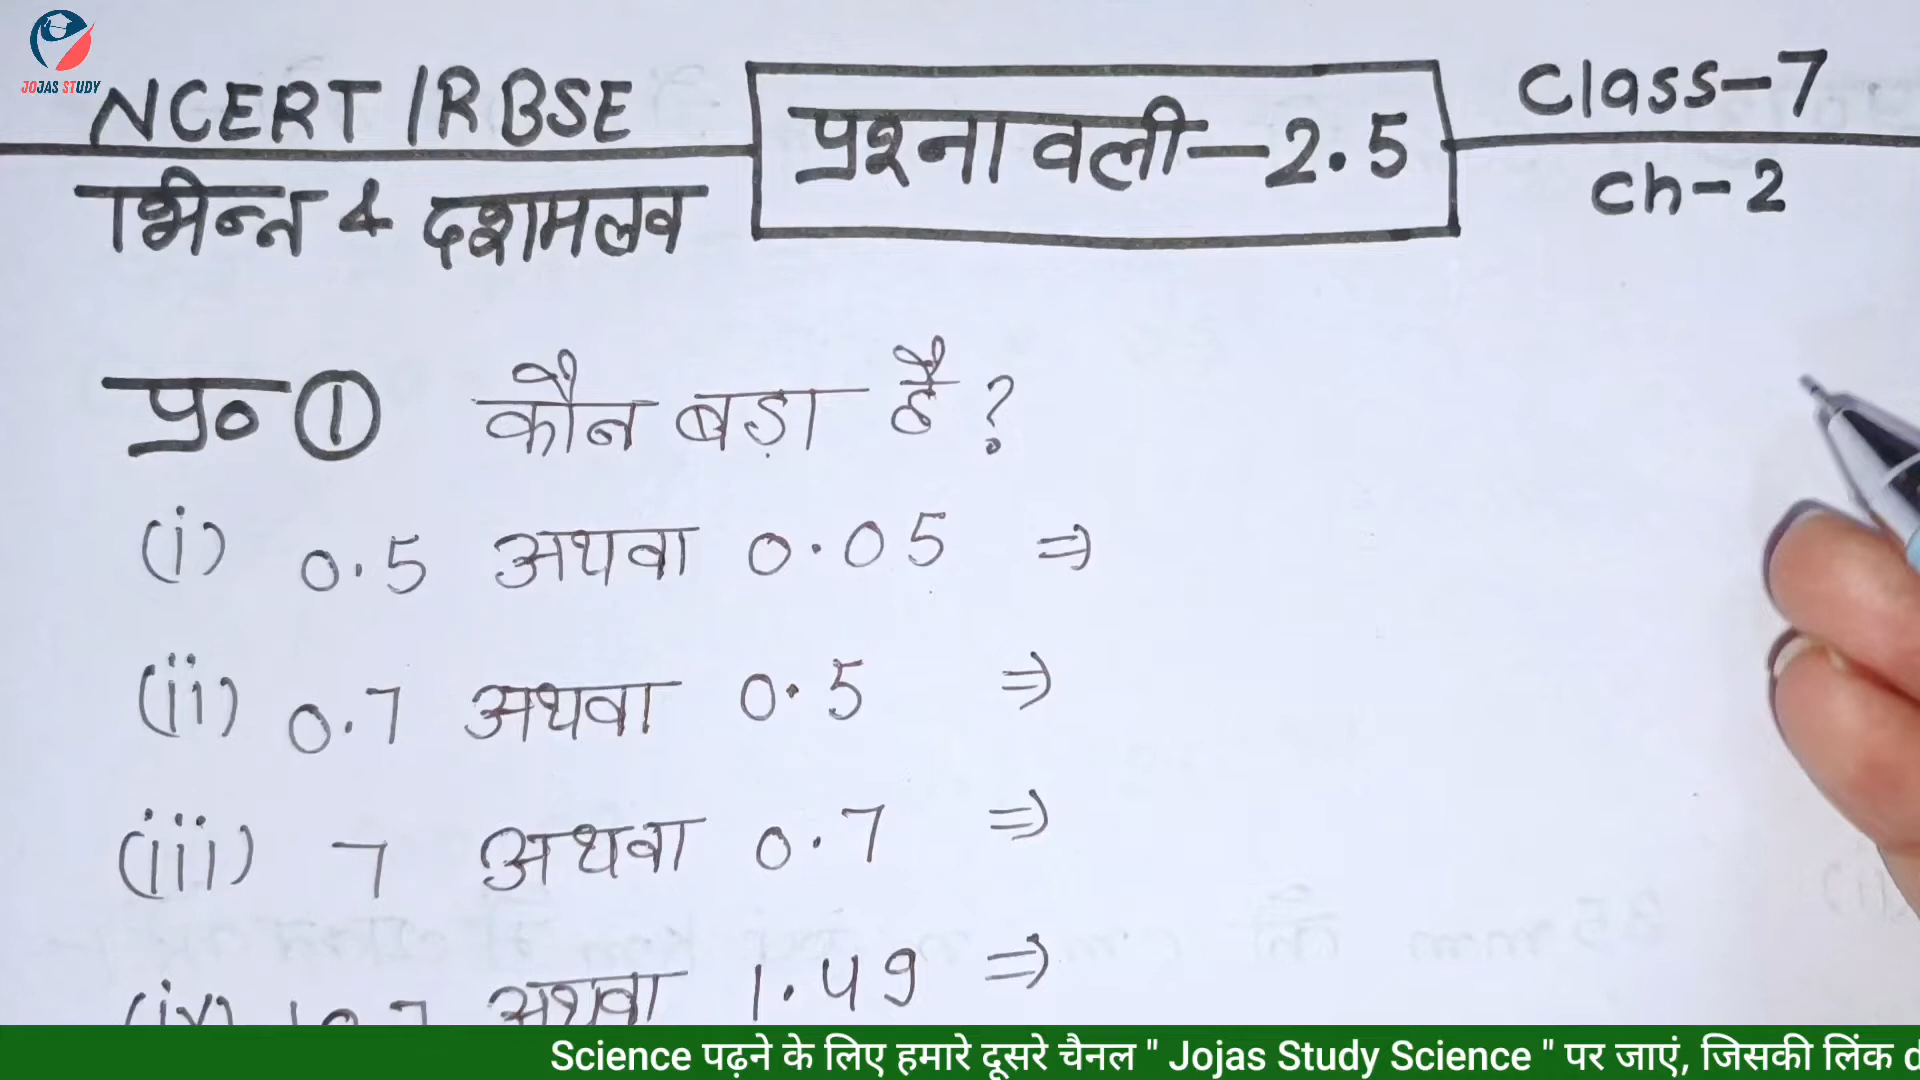 JOJAS STUDY
NCERT/RBSE
भिन्न & दशमलव
प्रश्नावली-2.5
Class-7
Ch-2
प्र० ① कौन बड़ा है?
(i) 0.5 अथवा 0.05 ⇒
(ii) 0.7 अथवा 0.5 ⇒
(iii) 7 अथवा 0.7 ⇒
(iv) अथवा 1.49 ⇒
Science पढ़ने के लिए हमारे दूसरे चैनल " Jojas Study Science " पर जाएं, जिसकी लिंक d